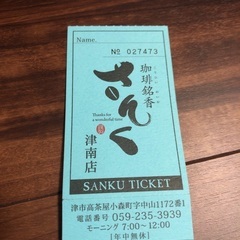 Name.
No 027473
珈琲銘香
さんく
Thanks for
a wonderful time.
津南店
SANKU TICKET
津市高茶屋小森町字中山1172番1
電話番号 059-235-3939
モーニング 7:00〜12:00
[年中無休]